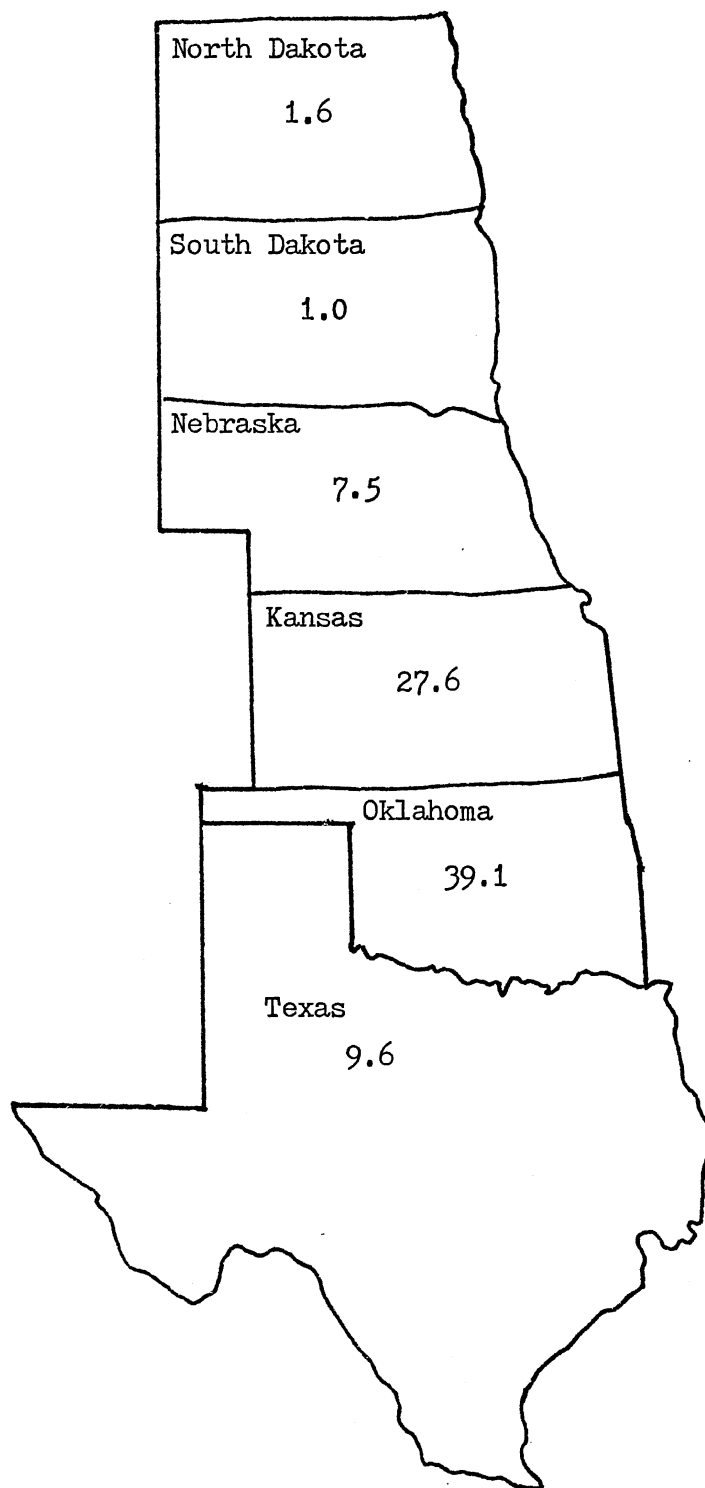 North Dakota
1.6
South Dakota
1.0
Nebraska
7.5
Kansas
27.6
Oklahoma
39.1
Texas
9.6